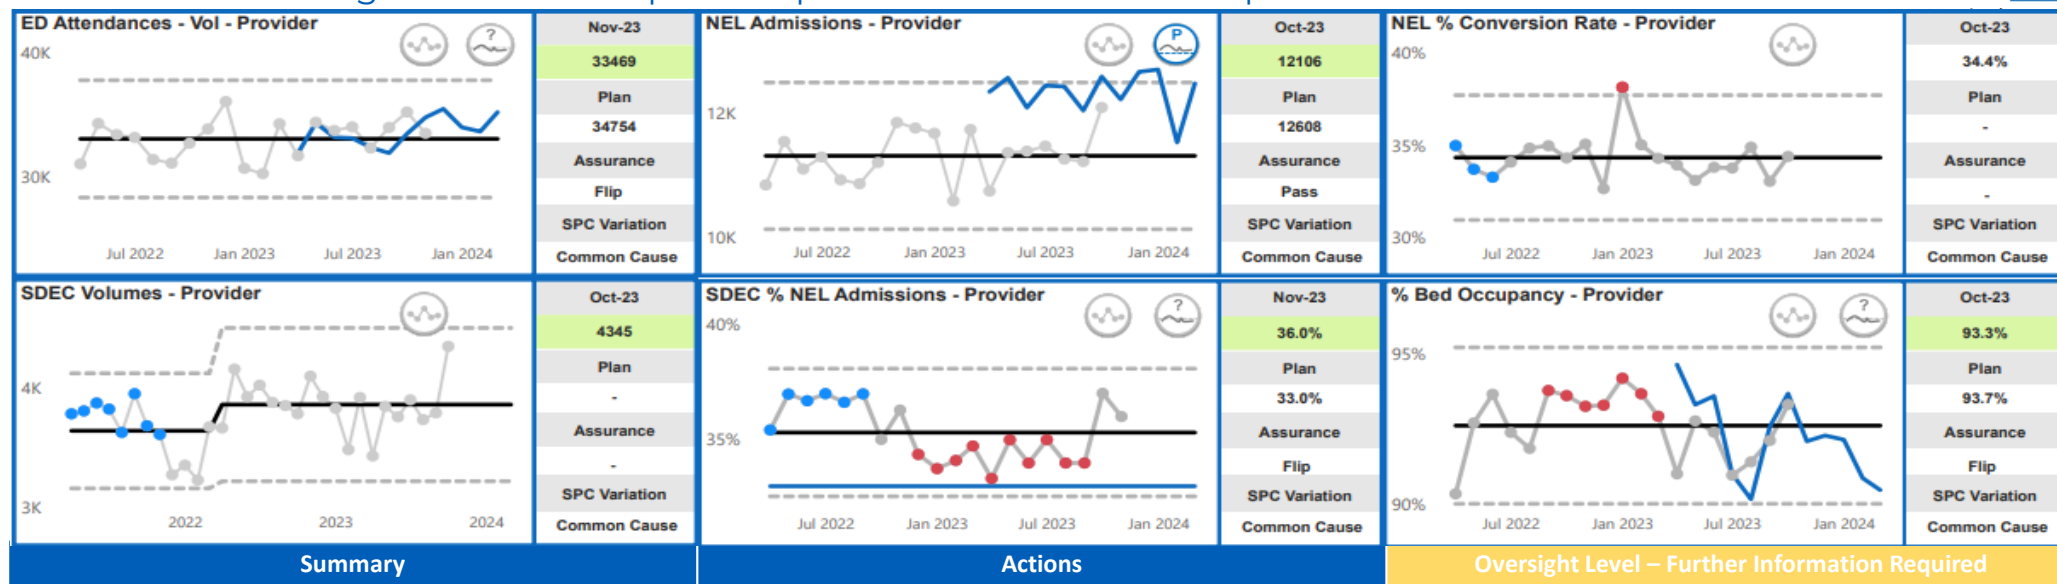 ED Attendances - Vol - Provider
?
40K
30K
Jul 2022 Jan 2023 Jul 2023 Jan 2024
Nov-23
33469
Plan
34754
Assurance
Flip
SPC Variation
Common Cause
NEL Admissions - Provider
P
12K
10K
Jul 2022 Jan 2023 Jul 2023 Jan 2024
Oct-23
12106
Plan
12608
Assurance
Pass
SPC Variation
Common Cause
NEL % Conversion Rate - Provider
40%
35%
30%
Jul 2022 Jan 2023 Jul 2023 Jan 2024
Oct-23
34.4%
Plan
-
Assurance
-
SPC Variation
Common Cause
SDEC Volumes - Provider
4K
3K
2022 2023 2024
Oct-23
4345
Plan
-
Assurance
-
SPC Variation
Common Cause
SDEC % NEL Admissions - Provider
?
40%
35%
Jul 2022 Jan 2023 Jul 2023 Jan 2024
Nov-23
36.0%
Plan
33.0%
Assurance
Flip
SPC Variation
Common Cause
% Bed Occupancy - Provider
?
95%
90%
Jul 2022 Jan 2023 Jul 2023 Jan 2024
Oct-23
93.3%
Plan
93.7%
Assurance
Flip
SPC Variation
Common Cause
Summary
Actions
Oversight Level – Further Information Required